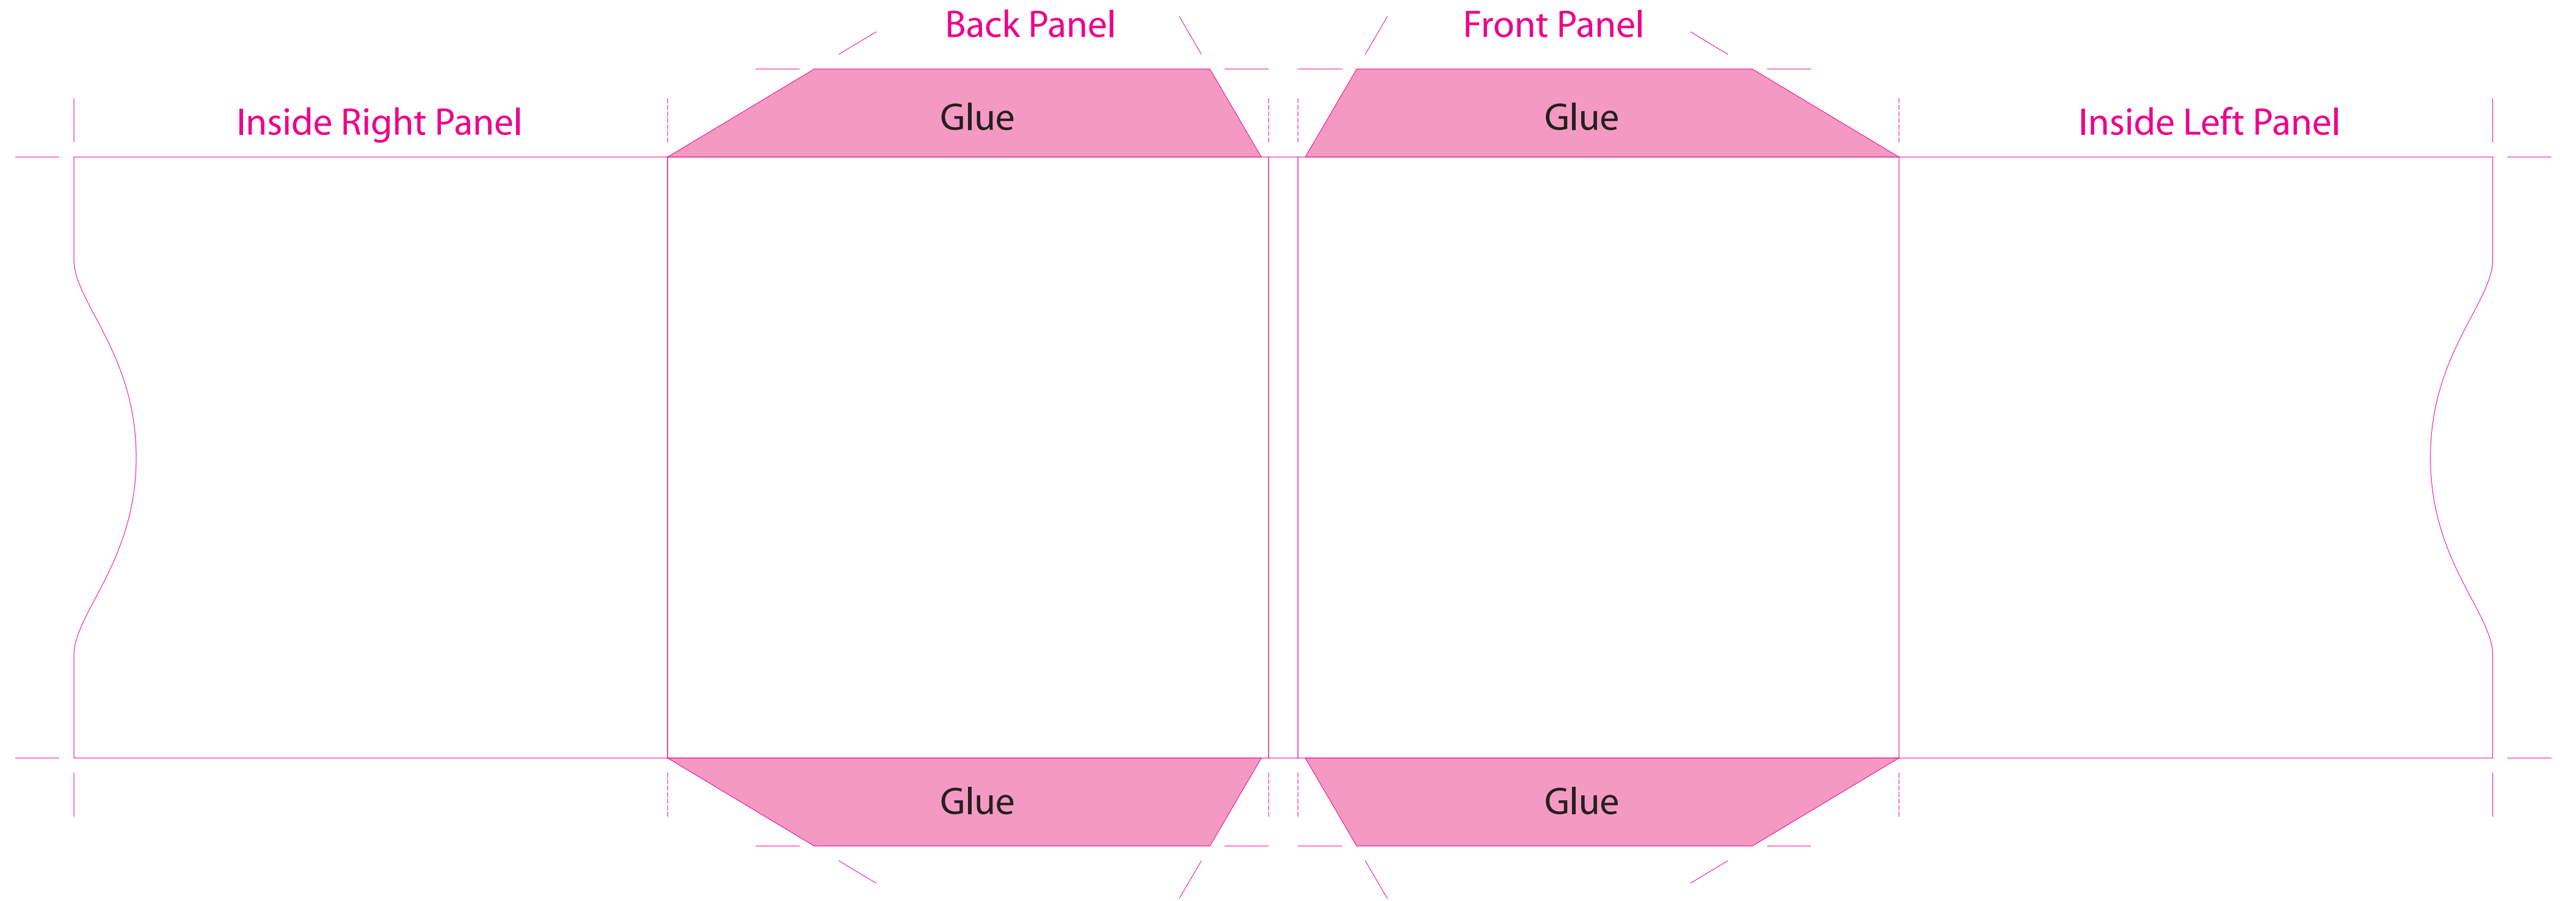 Back Panel
Front Panel
Inside Right Panel
Glue
Glue
Inside Left Panel
Glue
Glue